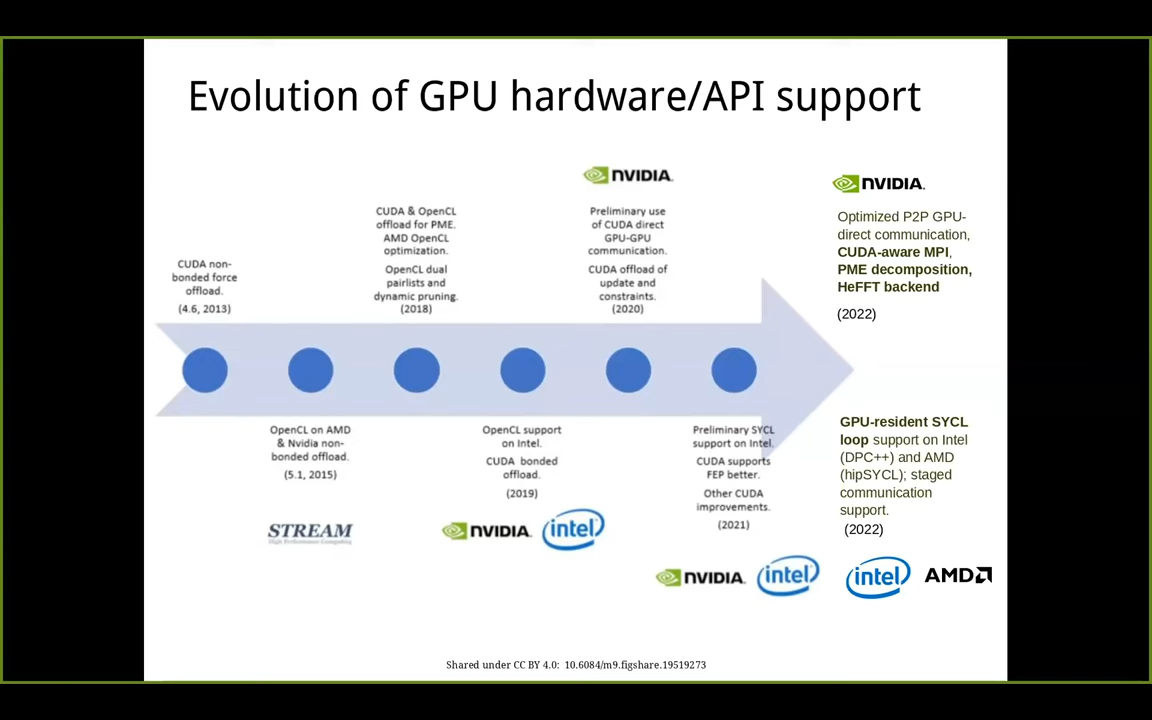 Evolution of GPU hardware/API support
CUDA non-
bonded force
offload.
(4.6, 2013)
OpenCL on AMD
& Nvidia non-
bonded offload.
(5.1, 2015)
STREAM
High Performance Computing
CUDA & OpenCL
offload for PME.
AMD OpenCL
optimization.
OpenCL dual
pairlists and
dynamic pruning.
(2018)
OpenCL support
on Intel.
CUDA bonded
offload.
(2019)
NVIDIA.
intel
NVIDIA.
Preliminary use
of CUDA direct
GPU-GPU
communication.
CUDA offload of
update and
constraints.
(2020)
Preliminary SYCL
support on Intel.
CUDA supports
FEP better.
Other CUDA
improvements.
(2021)
NVIDIA.
intel
NVIDIA.
Optimized P2P GPU-
direct communication,
CUDA-aware MPI,
PME decomposition,
HeFFT backend
(2022)
GPU-resident SYCL
loop support on Intel
(DPC++) and AMD
(hipSYCL); staged
communication
support.
(2022)
intel
AMD
Shared under CC BY 4.0: 10.6084/m9.figshare.19519273